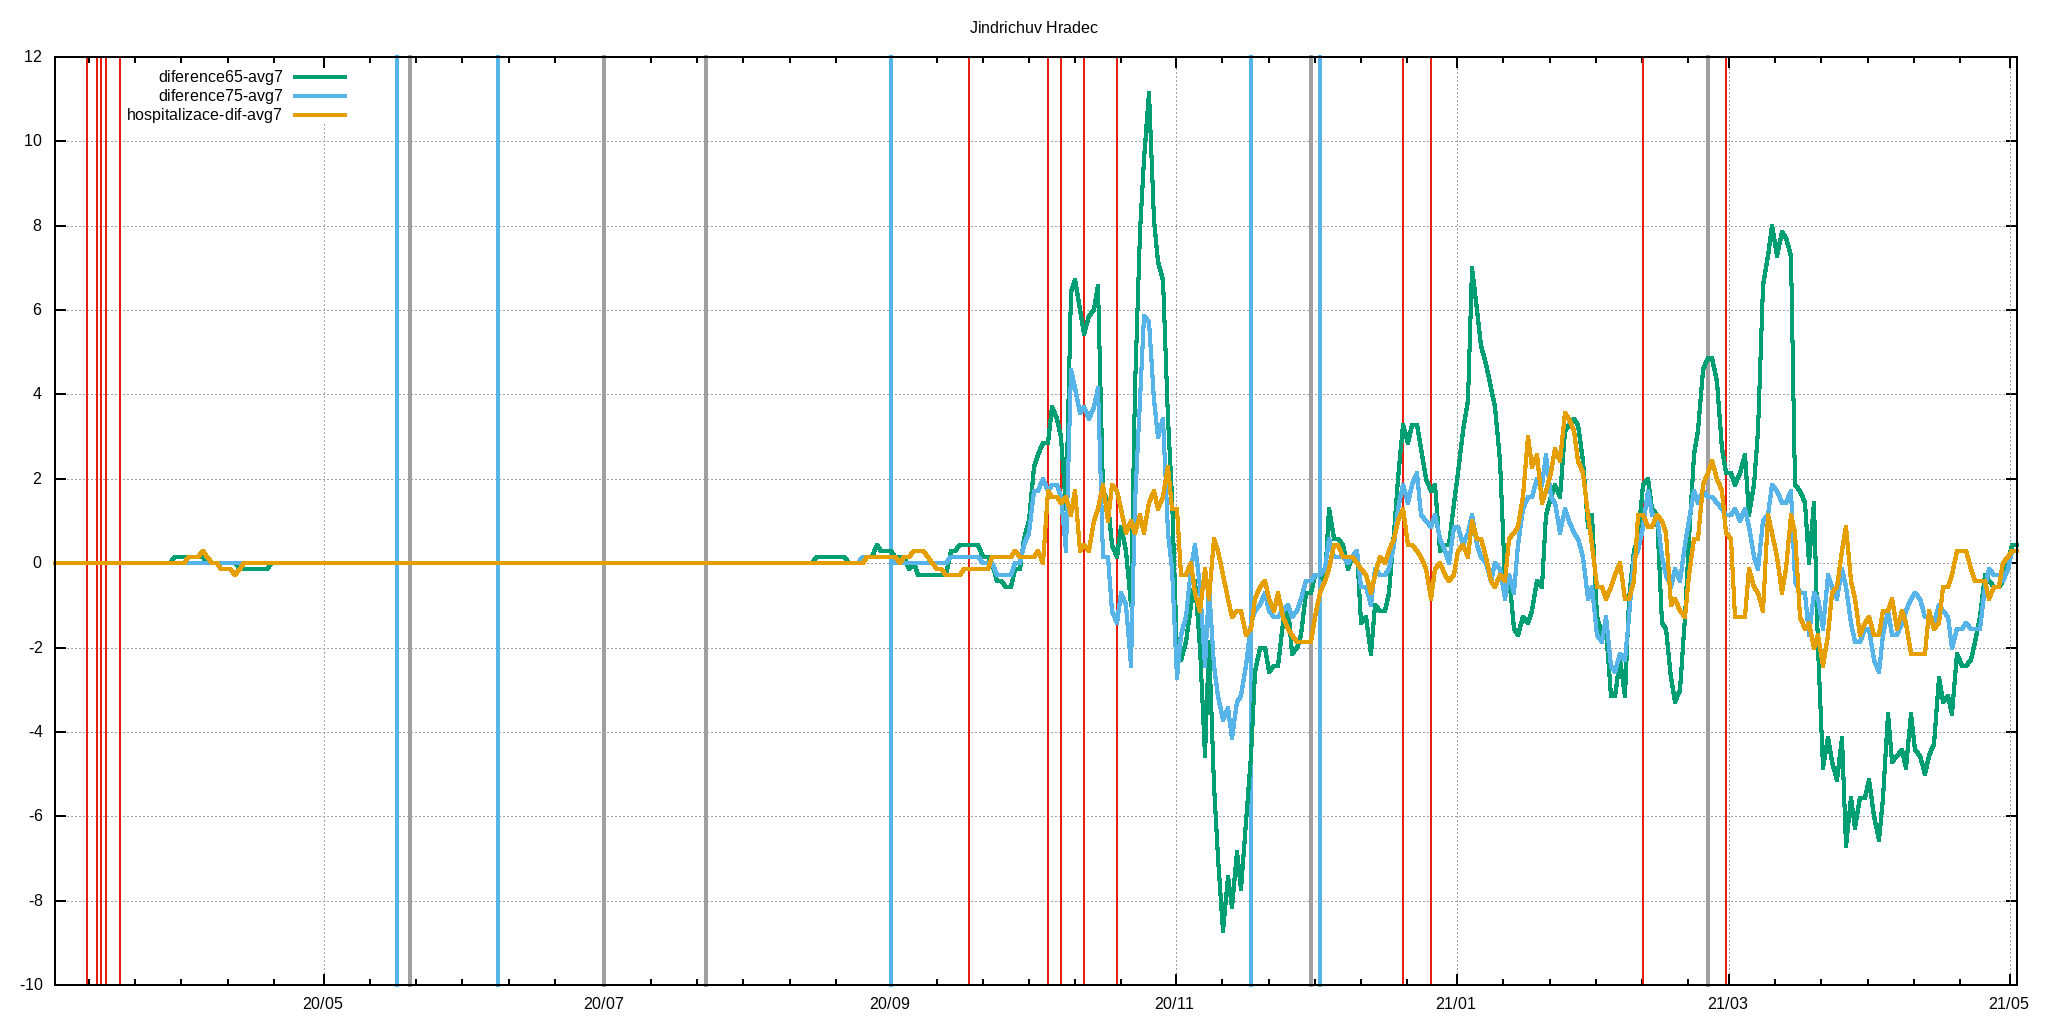 Jindrichuv Hradec
diference65-avg7
diference75-avg7
hospitalizace-dif-avg7
12
10
8
6
4
2
0
-2
-4
-6
-8
-10
20/05 20/07 20/09 20/11 21/01 21/03 21/05